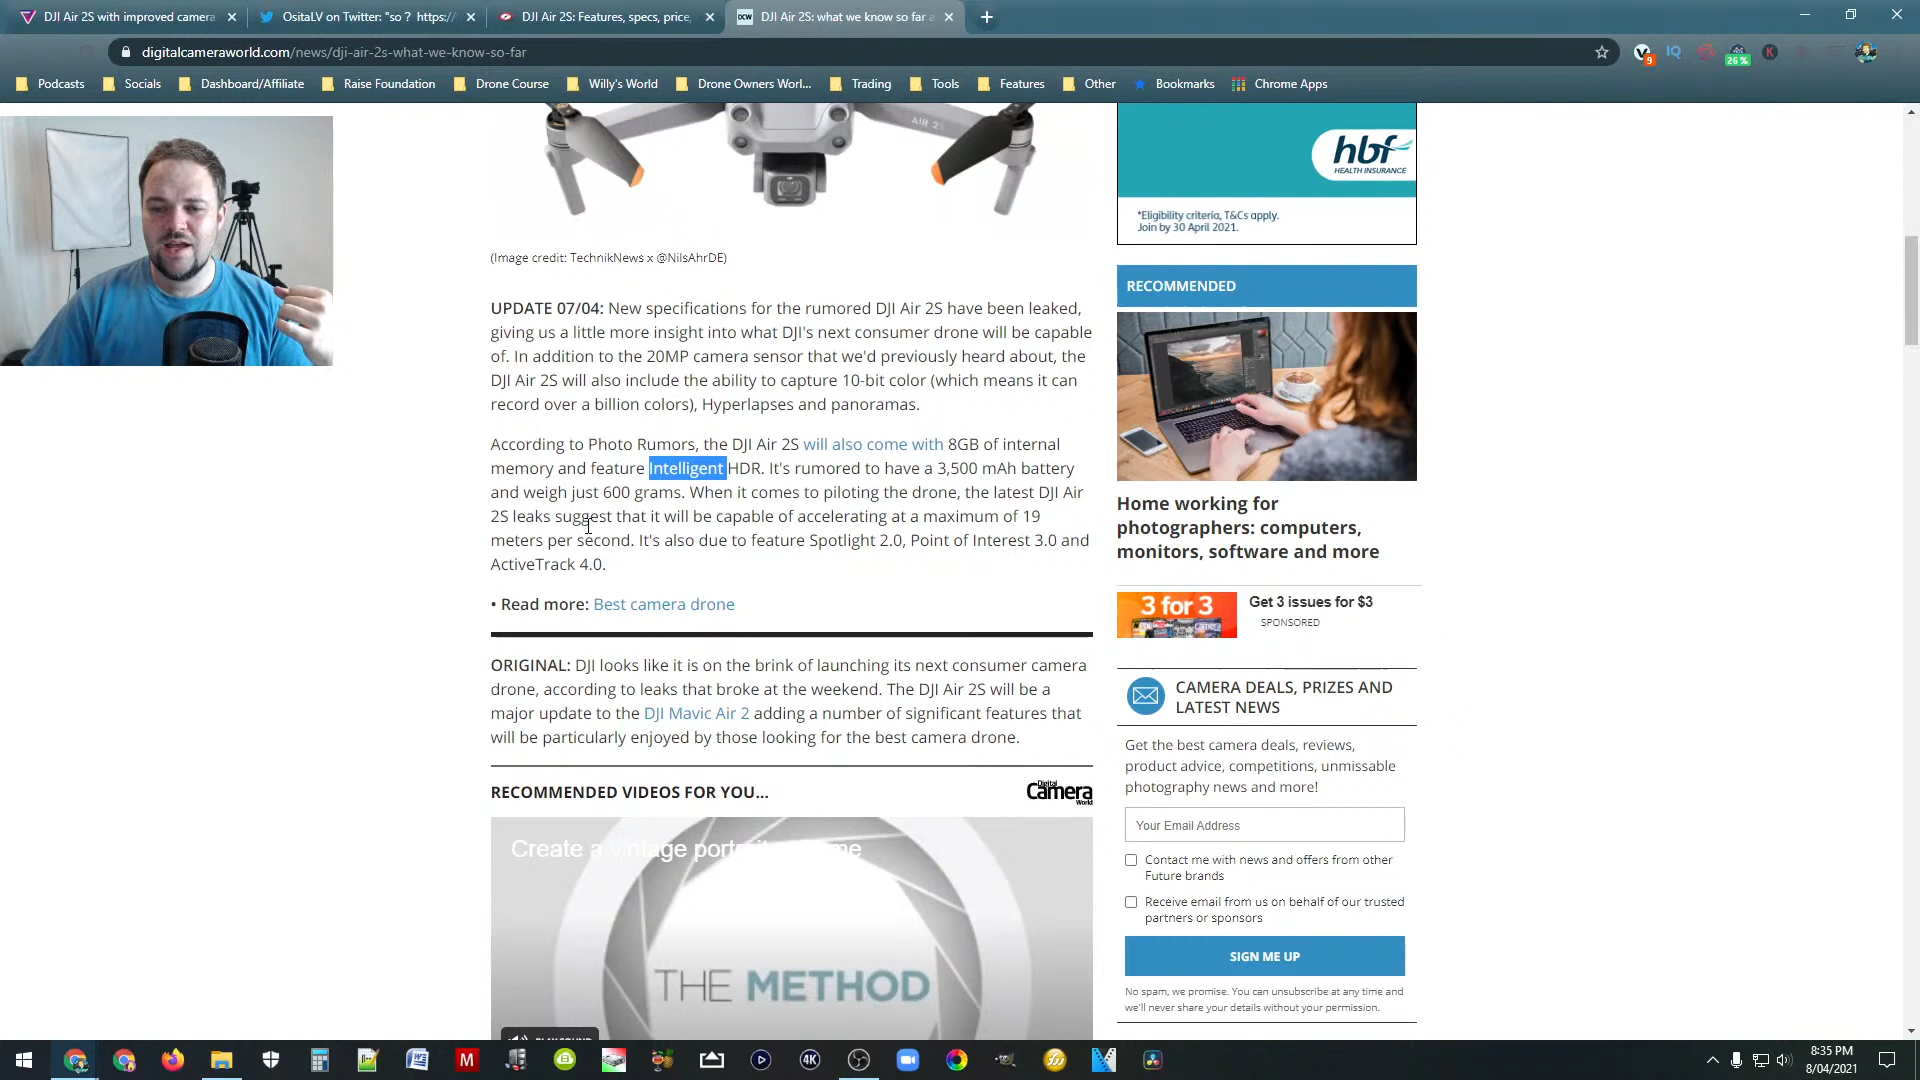 DJI Air 2S with improved camera
OsitaLV on Twitter: "so ? https://
DJI Air 2S: Features, specs, price,
DCW
DJI Air 2S: what we know so far a
digitalcameraworld.com/news/dji-air-2s-what-we-know-so-far
9
IQ
26 %
K
Podcasts
Socials
Dashboard/Affiliate
Raise Foundation
Drone Course
Willy's World
Drone Owners Worl...
Trading
Tools
Features
Other
Bookmarks
Chrome Apps
AIR 2S
(Image credit: TechnikNews x @NilsAhrDE)
UPDATE 07/04: New specifications for the rumored DJI Air 2S have been leaked,
giving us a little more insight into what DJI's next consumer drone will be capable
of. In addition to the 20MP camera sensor that we'd previously heard about, the
DJI Air 2S will also include the ability to capture 10-bit color (which means it can
record over a billion colors), Hyperlapses and panoramas.
According to Photo Rumors, the DJI Air 2S will also come with 8GB of internal
memory and feature Intelligent HDR. It's rumored to have a 3,500 mAh battery
and weigh just 600 grams. When it comes to piloting the drone, the latest DJI Air
2S leaks suggest that it will be capable of accelerating at a maximum of 19
meters per second. It's also due to feature Spotlight 2.0, Point of Interest 3.0 and
ActiveTrack 4.0.
• Read more: Best camera drone
ORIGINAL: DJI looks like it is on the brink of launching its next consumer camera
drone, according to leaks that broke at the weekend. The DJI Air 2S will be a
major update to the DJI Mavic Air 2 adding a number of significant features that
will be particularly enjoyed by those looking for the best camera drone.
RECOMMENDED VIDEOS FOR YOU...
Digital
Camera
World
Create a vintage portrait at home
THE METHOD
PLAY SOUND
hbf
HEALTH INSURANCE
*Eligibility criteria, T&Cs apply.
Join by 30 April 2021.
RECOMMENDED
Home working for
photographers: computers,
monitors, software and more
3 for 3
Get 3 issues for $3
SPONSORED
CAMERA DEALS, PRIZES AND
LATEST NEWS
Get the best camera deals, reviews,
product advice, competitions, unmissable
photography news and more!
Your Email Address
Contact me with news and offers from other
Future brands
Receive email from us on behalf of our trusted
partners or sponsors
SIGN ME UP
No spam, we promise. You can unsubscribe at any time and
we'll never share your details without your permission.
M
4K
8:35 PM
8/04/2021